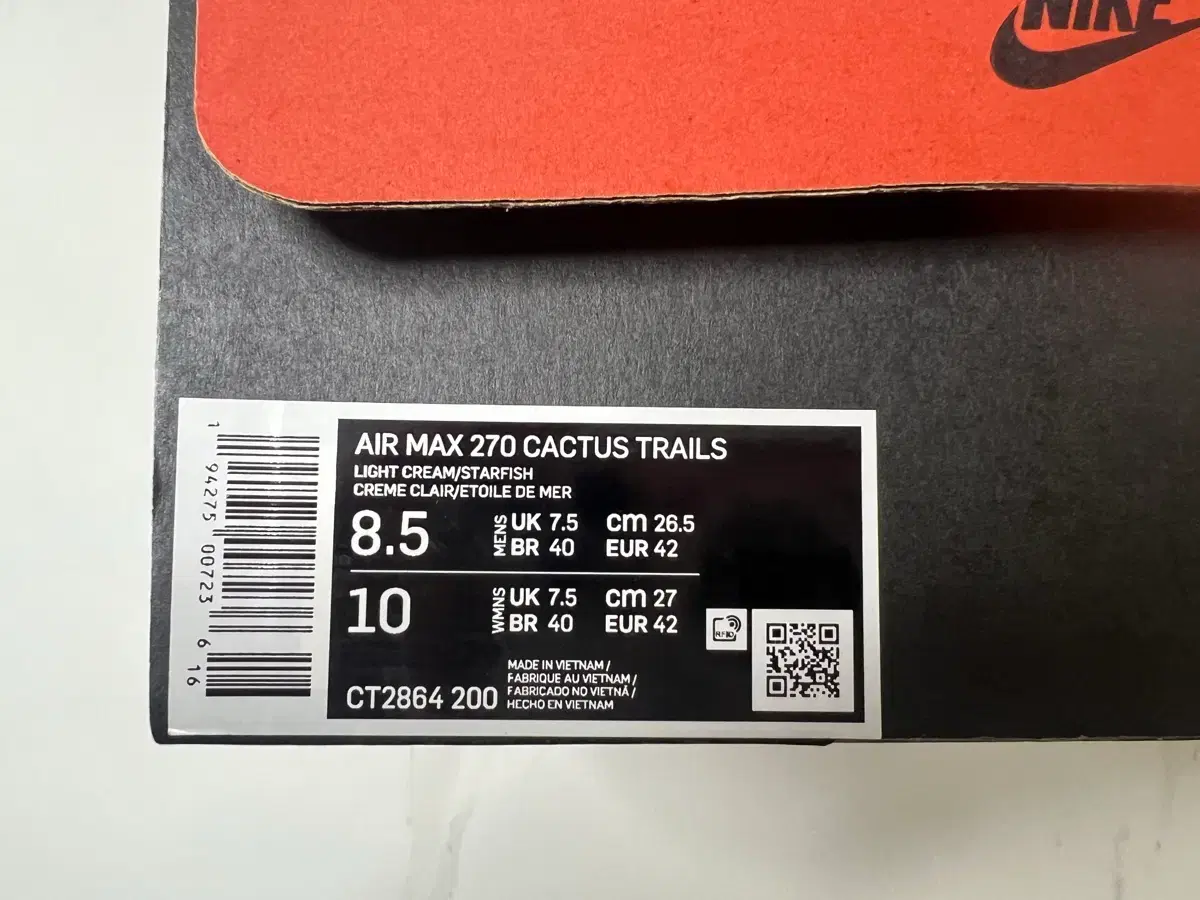 NIKE
AIR MAX 270 CACTUS TRAILS
LIGHT CREAM/STARFISH
CREME CLAIR/ETOILE DE MER
8.5 MENS UK 7.5 cm 26.5
BR 40 EUR 42
10 WMNS UK 7.5 cm 27
BR 40 EUR 42
RFID
MADE IN VIETNAM /
FABRIQUE AU VIETNAM /
FABRICADO NO VIETNÃ /
HECHO EN VIETNAM
CT2864 200
1 94275 00723 6 16